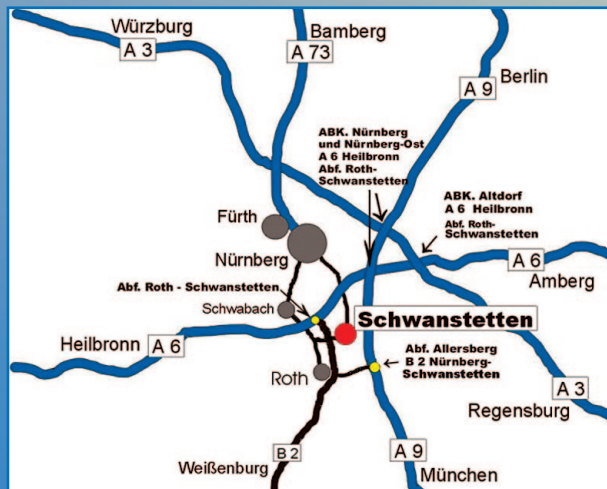 Würzburg
A 3
Bamberg
A 73
Berlin
A 9
ABK. Nürnberg
und Nürnberg-Ost
A 6 Heilbronn
Abf. Roth-
Schwanstetten
ABK. Altdorf
A 6 Heilbronn
Abf. Roth-
Schwanstetten
Fürth
Nürnberg
A 6
Amberg
Abf. Roth - Schwanstetten
Schwabach
Schwanstetten
Heilbronn
A 6
Abf. Allersberg
B 2 Nürnberg-
Schwanstetten
Roth
A 3
Regensburg
B 2
A 9
Weißenburg
München